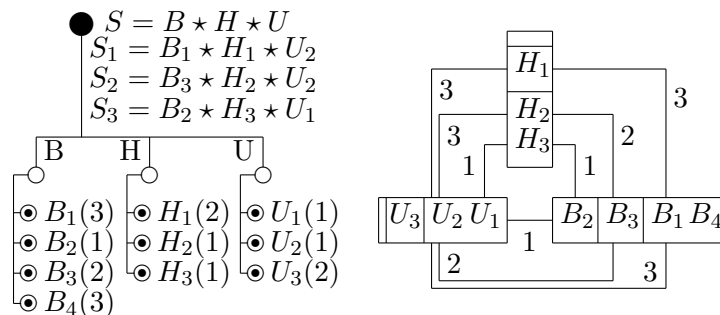 S = B ⋆ H ⋆ U
S₁ = B₁ ⋆ H₁ ⋆ U₂
S₂ = B₃ ⋆ H₂ ⋆ U₂
S₃ = B₂ ⋆ H₃ ⋆ U₁
B H U
B₁(3) H₁(2) U₁(1)
B₂(1) H₂(1) U₂(1)
B₃(2) H₃(1) U₃(2)
B₄(3)
H₁
3 3
H₂
3 2
H₃
1 1
U₃ U₂ U₁ B₂ B₃ B₁ B₄
1
2 3